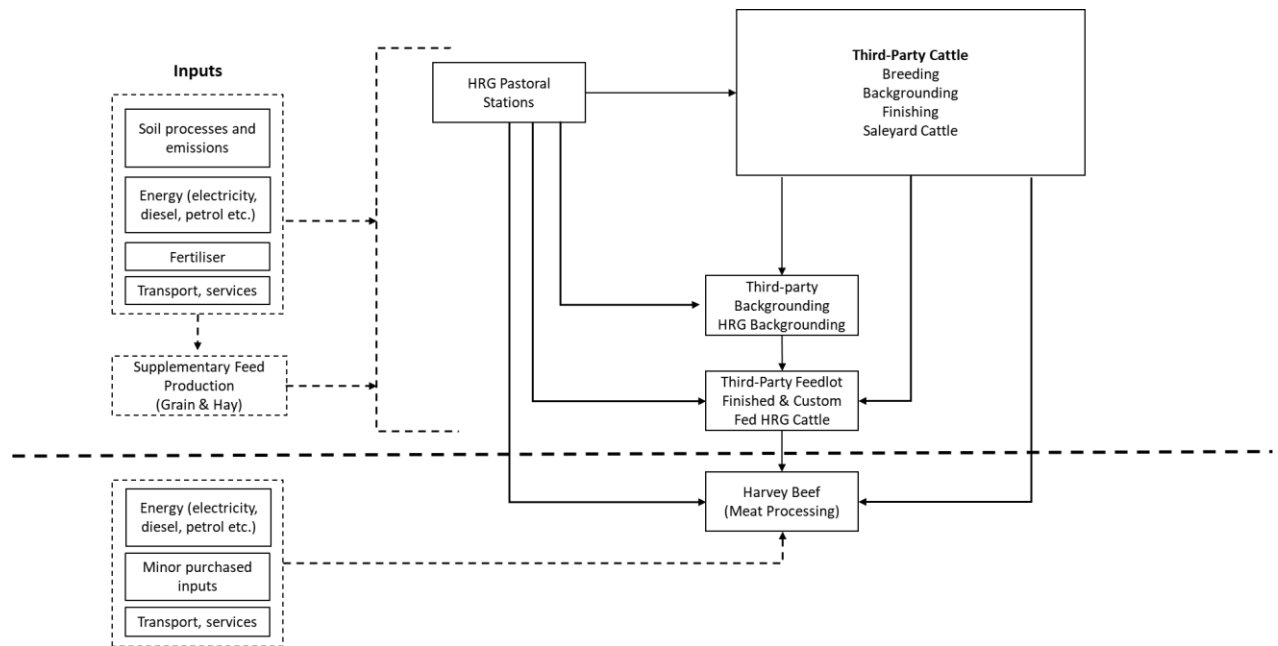 Inputs
Soil processes and
emissions
Energy (electricity,
diesel, petrol etc.)
Fertiliser
Transport, services
Supplementary Feed
Production
(Grain & Hay)
HRG Pastoral
Stations
Third-Party Cattle
Breeding
Backgrounding
Finishing
Saleyard Cattle
Third-party
Backgrounding
HRG Backgrounding
Third-Party Feedlot
Finished & Custom
Fed HRG Cattle
Harvey Beef
(Meat Processing)
Energy (electricity,
diesel, petrol etc.)
Minor purchased
inputs
Transport, services